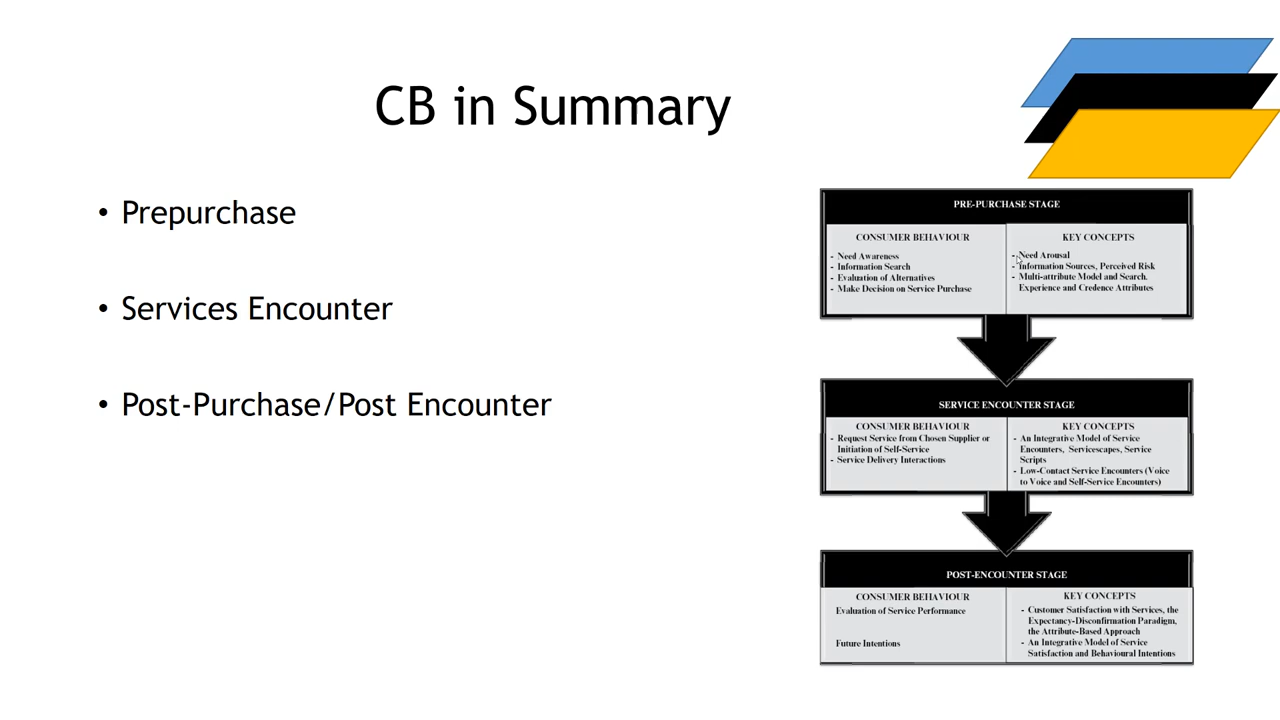 CB in Summary
• Prepurchase
• Services Encounter
• Post-Purchase/Post Encounter
PRE-PURCHASE STAGE
CONSUMER BEHAVIOUR
- Need Awareness
- Information Search
- Evaluation of Alternatives
- Make Decision on Service Purchase
KEY CONCEPTS
- Need Arousal
- Information Sources, Perceived Risk
- Multi-attribute Model and Search,
Experience and Credence Attributes
SERVICE ENCOUNTER STAGE
CONSUMER BEHAVIOUR
- Request Service from Chosen Supplier or
Initiation of Self-Service
- Service Delivery Interactions
KEY CONCEPTS
- An Integrative Model of Service
Encounters, Servicescapes, Service
Scripts
- Low-Contact Service Encounters (Voice
to Voice and Self-Service Encounters)
POST-ENCOUNTER STAGE
CONSUMER BEHAVIOUR
Evaluation of Service Performance
Future Intentions
KEY CONCEPTS
- Customer Satisfaction with Services, the
Expectancy-Disconfirmation Paradigm,
the Attribute-Based Approach
- An Integrative Model of Service
Satisfaction and Behavioural Intentions